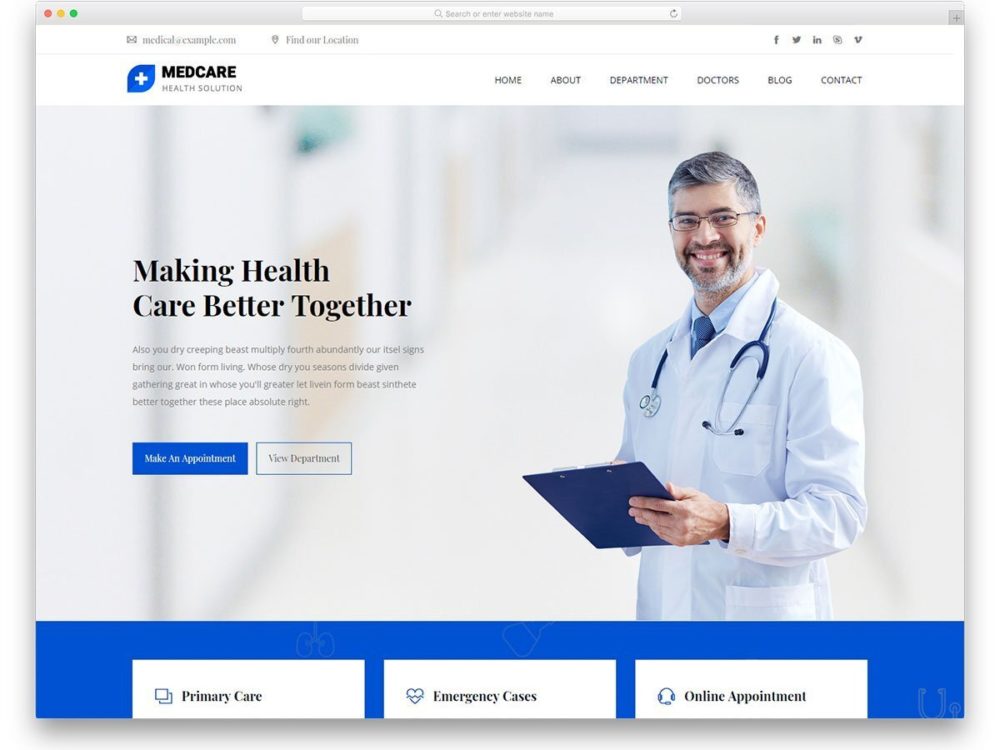 Search or enter website name
medical@example.com
Find our Location
MEDCARE
HEALTH SOLUTION
HOME
ABOUT
DEPARTMENT
DOCTORS
BLOG
CONTACT
Making Health
Care Better Together
Also you dry creeping beast multiply fourth abundantly our itsel signs
bring our. Won form living. Whose dry you seasons divide given
gathering great in whose you'll greater let livein form beast sinthete
better together these place absolute right.
Make An Appointment
View Department
Primary Care
Emergency Cases
Online Appointment